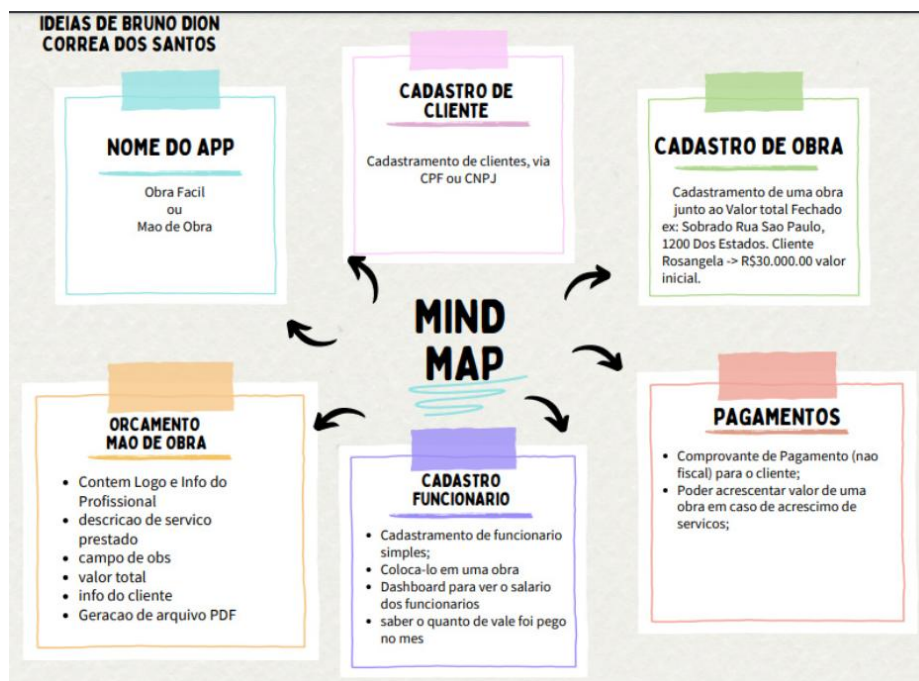 IDEIAS DE BRUNO DION
CORREA DOS SANTOS
NOME DO APP
Obra Facil
ou
Mao de Obra
CADASTRO DE
CLIENTE
Cadastramento de clientes, via
CPF ou CNPJ
CADASTRO DE OBRA
Cadastramento de uma obra
junto ao Valor total Fechado
ex: Sobrado Rua Sao Paulo,
1200 Dos Estados. Cliente
Rosangela -> R$30.000.00 valor
inicial.
MIND
MAP
ORCAMENTO
MAO DE OBRA
• Contem Logo e Info do
Profissional
• descricao de servico
prestado
• campo de obs
• valor total
• info do cliente
• Geracao de arquivo PDF
CADASTRO
FUNCIONARIO
• Cadastramento de funcionario
simples;
• Coloca-lo em uma obra
• Dashboard para ver o salario
dos funcionarios
• saber o quanto de vale foi pego
no mes
PAGAMENTOS
• Comprovante de Pagamento (nao
fiscal) para o cliente;
• Poder acrescentar valor de uma
obra em caso de acrescimo de
servicos;